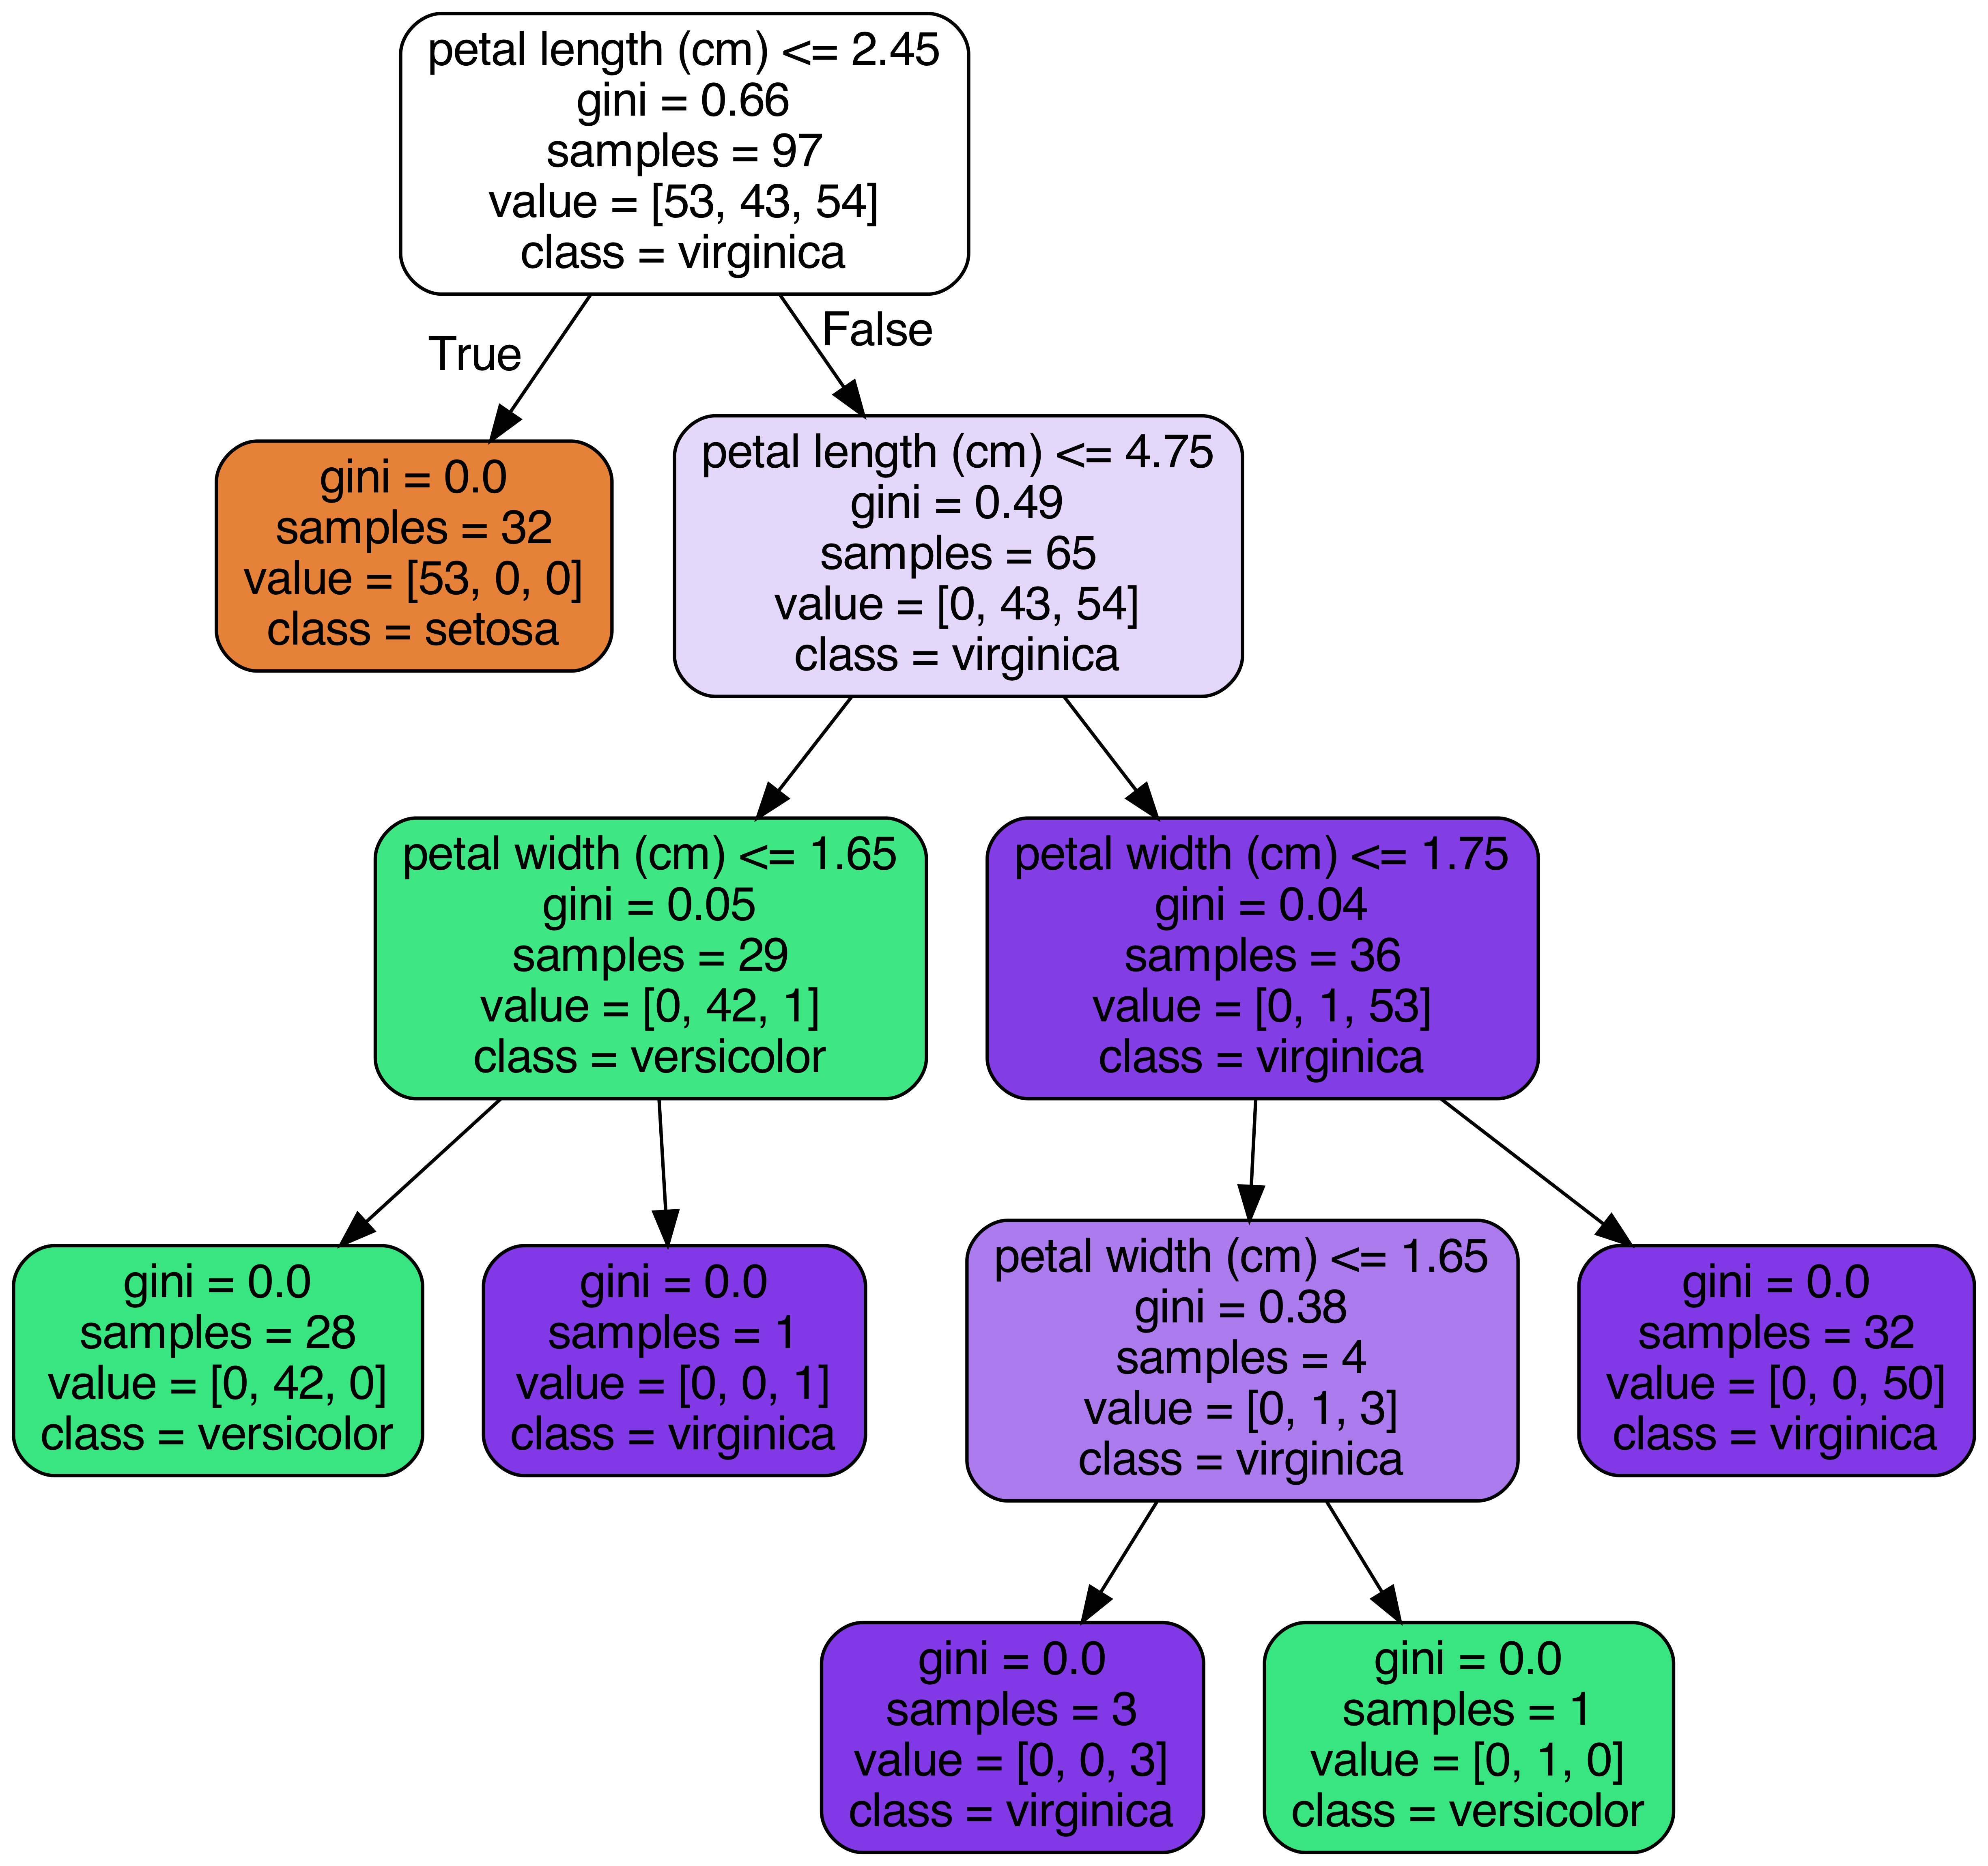 petal length (cm) <= 2.45
gini = 0.66
samples = 97
value = [53, 43, 54]
class = virginica
True
False
gini = 0.0
samples = 32
value = [53, 0, 0]
class = setosa
petal length (cm) <= 4.75
gini = 0.49
samples = 65
value = [0, 43, 54]
class = virginica
petal width (cm) <= 1.65
gini = 0.05
samples = 29
value = [0, 42, 1]
class = versicolor
petal width (cm) <= 1.75
gini = 0.04
samples = 36
value = [0, 1, 53]
class = virginica
gini = 0.0
samples = 28
value = [0, 42, 0]
class = versicolor
gini = 0.0
samples = 1
value = [0, 0, 1]
class = virginica
petal width (cm) <= 1.65
gini = 0.38
samples = 4
value = [0, 1, 3]
class = virginica
gini = 0.0
samples = 32
value = [0, 0, 50]
class = virginica
gini = 0.0
samples = 3
value = [0, 0, 3]
class = virginica
gini = 0.0
samples = 1
value = [0, 1, 0]
class = versicolor